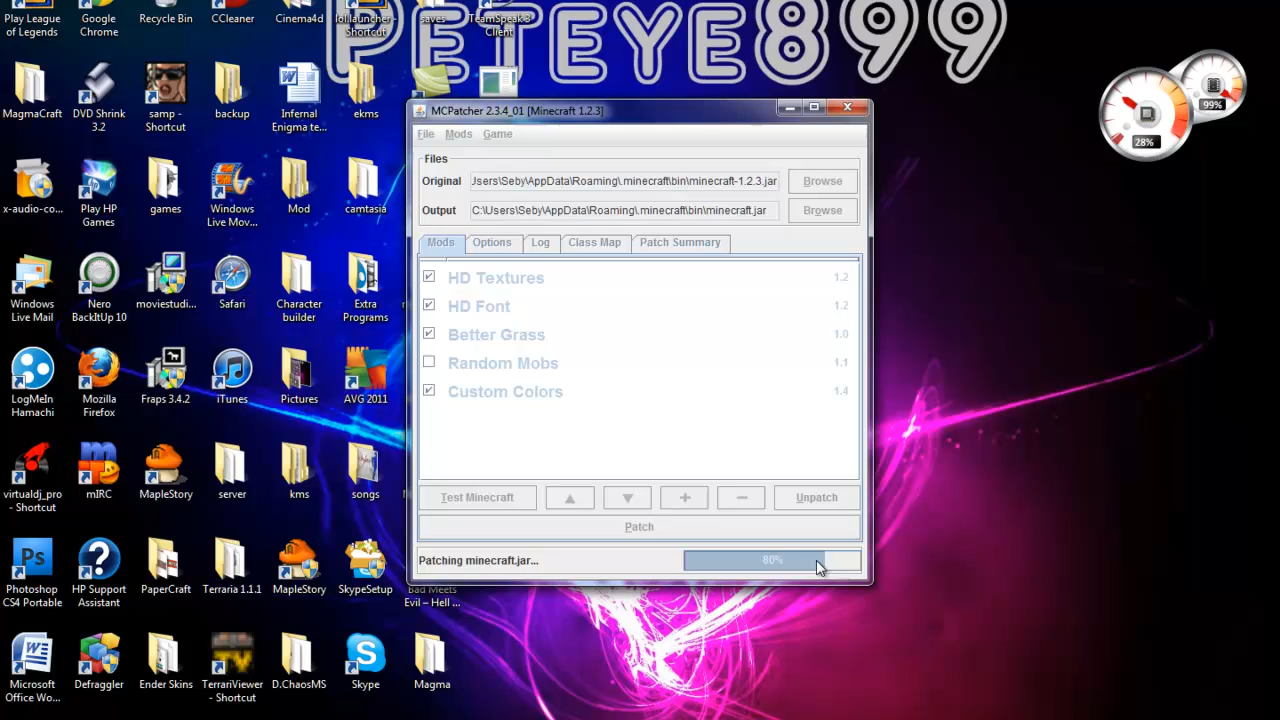 Play League
of Legends
Google
Chrome
Recycle Bin
CCleaner
Cinema4d
lol.launcher -
Shortcut
saves
TeamSpeak 3
Client
PETEYE899
MagmaCraft
DVD Shrink
3.2
samp -
Shortcut
backup
Infernal
Enigma te...
ekms
x-audio-co...
Play HP
Games
games
Windows
Live Mov...
Mod
camtasia
Windows
Live Mail
Nero
BackItUp 10
moviestudi...
Safari
Character
builder
Extra
Programs
LogMeIn
Hamachi
Mozilla
Firefox
Fraps 3.4.2
iTunes
Pictures
AVG 2011
virtualdj_pro
- Shortcut
mIRC
MapleStory
server
kms
songs
Photoshop
CS4 Portable
HP Support
Assistant
PaperCraft
Terraria 1.1.1
MapleStory
SkypeSetup
Bad Meets
Evil – Hell ...
Microsoft
Office Wo...
Defraggler
Ender Skins
TerrariViewer
- Shortcut
D.ChaosMS
Skype
Magma
MCPatcher 2.3.4_01 [Minecraft 1.2.3]
File Mods Game
Files
Original Jsers\Seby\AppData\Roaming\.minecraft\bin\minecraft-1.2.3.jar Browse
Output C:\Users\Seby\AppData\Roaming\.minecraft\bin\minecraft.jar Browse
Mods Options Log Class Map Patch Summary
HD Textures 1.2
HD Font 1.2
Better Grass 1.0
Random Mobs 1.1
Custom Colors 1.4
Test Minecraft + − Unpatch
Patch
Patching minecraft.jar... 80%
28%
99%